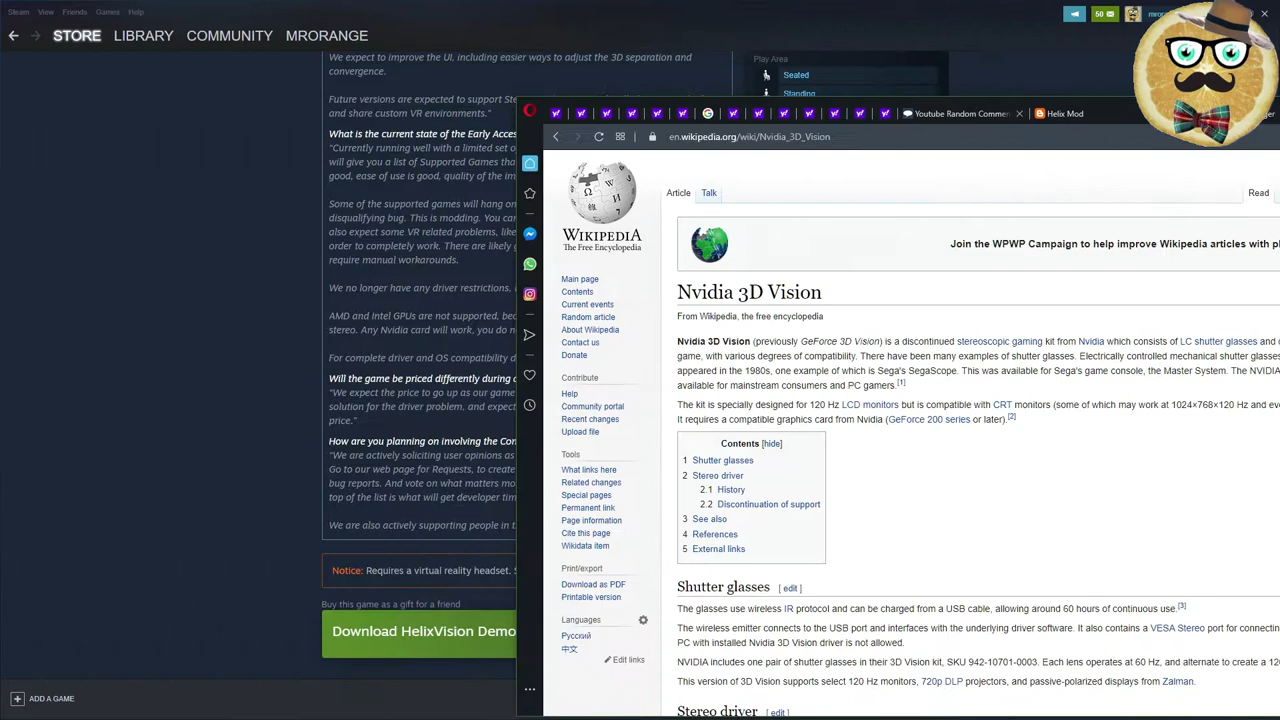 Steam View Friends Games Help
50
STORE LIBRARY COMMUNITY MRORANGE
We expect to improve the UI, including easier ways to adjust the 3D separation and
convergence.
Future versions are expected to support
and share custom VR environments."
What is the current state of the Early
"Currently running well with a limited set
will give you a list of Supported Games
good, ease of use is good, quality of the
Some of the supported games will hang on
disqualifying bug. This is modding. You
also expect some VR related problems, like
order to completely work. There are likely
require manual workarounds.
We no longer have any driver restrictions.
AMD and Intel GPUs are not supported,
stereo. Any Nvidia card will work, you do
For complete driver and OS compatibility
Will the game be priced differently during
"We expect the price to go up as our game
solution for the driver problem, and expect
price."
How are you planning on involving the
"We are actively soliciting user opinions as
Go to our web page for Requests, to create
bug reports. And vote on what matters
top of the list is what will get developer
We are also actively supporting people in
Notice: Requires a virtual reality headset.
Buy this game as a gift for a friend
Download HelixVision Demo
ADD A GAME
Play Area
Seated
Standing
Youtube Random Commen
Helix Mod
en.wikipedia.org/wiki/Nvidia_3D_Vision
WIKIPEDIA
The Free Encyclopedia
Main page
Contents
Current events
Random article
About Wikipedia
Contact us
Donate
Contribute
Help
Community portal
Recent changes
Upload file
Tools
What links here
Related changes
Special pages
Permanent link
Page information
Cite this page
Wikidata item
Print/export
Download as PDF
Printable version
Languages
Русский
中文
Edit links
Article Talk Read
Join the WPWP Campaign to help improve Wikipedia articles with
Nvidia 3D Vision
From Wikipedia, the free encyclopedia
Nvidia 3D Vision (previously GeForce 3D Vision) is a discontinued stereoscopic gaming kit from Nvidia which consists of LC shutter glasses and
game, with various degrees of compatibility. There have been many examples of shutter glasses. Electrically controlled mechanical shutter glasses
appeared in the 1980s, one example of which is Sega's SegaScope. This was available for Sega's game console, the Master System. The NVIDIA
available for mainstream consumers and PC gamers.[1]
The kit is specially designed for 120 Hz LCD monitors but is compatible with CRT monitors (some of which may work at 1024×768×120 Hz and
It requires a compatible graphics card from Nvidia (GeForce 200 series or later).[2]
Contents [hide]
1 Shutter glasses
2 Stereo driver
2.1 History
2.2 Discontinuation of support
3 See also
4 References
5 External links
Shutter glasses [ edit ]
The glasses use wireless IR protocol and can be charged from a USB cable, allowing around 60 hours of continuous use.[3]
The wireless emitter connects to the USB port and interfaces with the underlying driver software. It also contains a VESA Stereo port for
PC with installed Nvidia 3D Vision driver is not allowed.
NVIDIA includes one pair of shutter glasses in their 3D Vision kit, SKU 942-10701-0003. Each lens operates at 60 Hz, and alternate to create a
This version of 3D Vision supports select 120 Hz monitors, 720p DLP projectors, and passive-polarized displays from Zalman.
Stereo driver [ edit ]